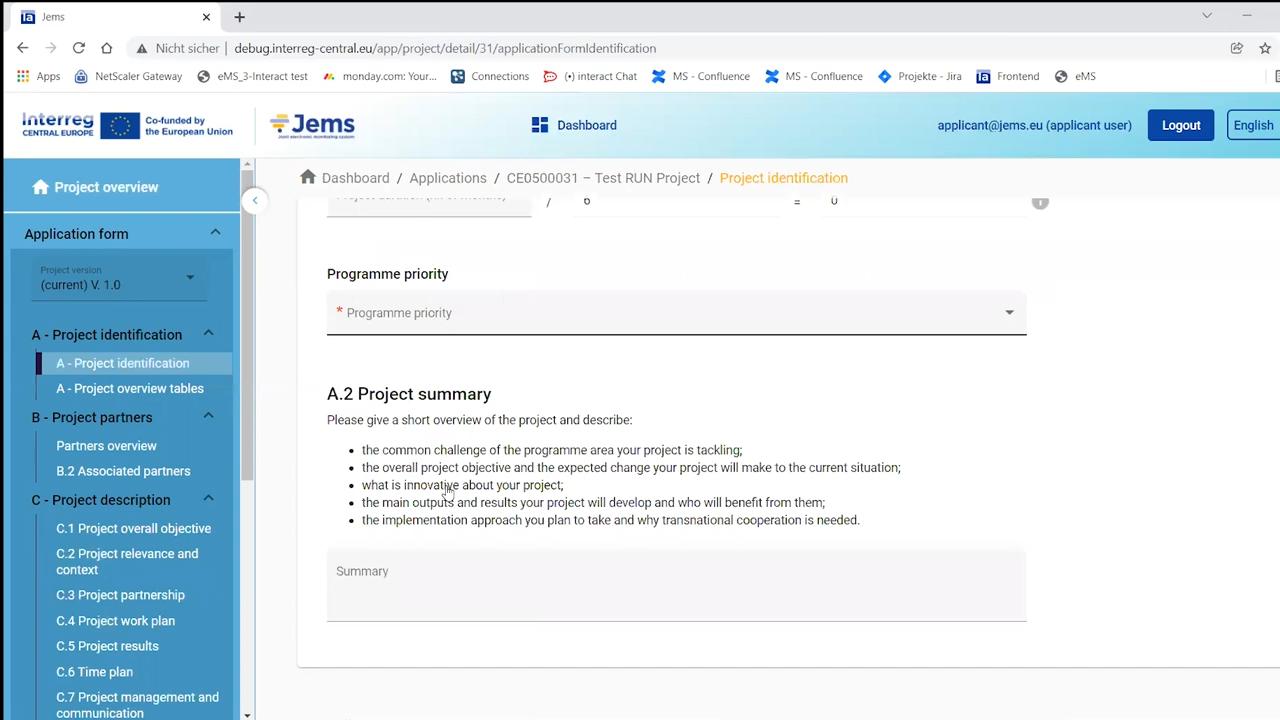 Jems
Nicht sicher debug.interreg-central.eu/app/project/detail/31/applicationFormIdentification
Apps NetScaler Gateway eMS_3-Interact test monday.com: Your... Connections (•) interact Chat MS - Confluence MS - Confluence Projekte - Jira Frontend eMS
Interreg
CENTRAL EUROPE
Co-funded by
the European Union
Jems
Dashboard
applicant@jems.eu (applicant user)
Logout
English
Project overview
Dashboard / Applications / CE0500031 – Test RUN Project / Project identification
Application form
Project version
(current) V. 1.0
A - Project identification
A - Project identification
A - Project overview tables
B - Project partners
Partners overview
B.2 Associated partners
C - Project description
C.1 Project overall objective
C.2 Project relevance and
context
C.3 Project partnership
C.4 Project work plan
C.5 Project results
C.6 Time plan
C.7 Project management and
communication
/ 6 = 0
Programme priority
* Programme priority
A.2 Project summary
Please give a short overview of the project and describe:
• the common challenge of the programme area your project is tackling;
• the overall project objective and the expected change your project will make to the current situation;
• what is innovative about your project;
• the main outputs and results your project will develop and who will benefit from them;
• the implementation approach you plan to take and why transnational cooperation is needed.
Summary